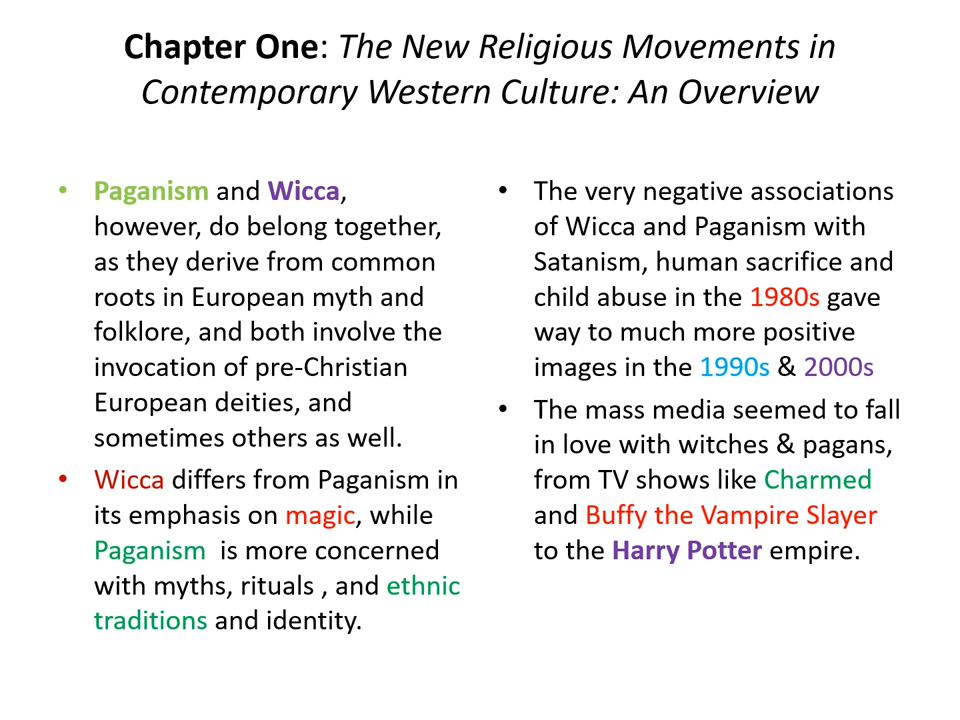 Chapter One: The New Religious Movements in
Contemporary Western Culture: An Overview
• Paganism and Wicca,
however, do belong together,
as they derive from common
roots in European myth and
folklore, and both involve the
invocation of pre-Christian
European deities, and
sometimes others as well.
• Wicca differs from Paganism in
its emphasis on magic, while
Paganism  is more concerned
with myths, rituals , and ethnic
traditions and identity.
• The very negative associations
of Wicca and Paganism with
Satanism, human sacrifice and
child abuse in the 1980s gave
way to much more positive
images in the 1990s & 2000s
• The mass media seemed to fall
in love with witches & pagans,
from TV shows like Charmed
and Buffy the Vampire Slayer
to the Harry Potter empire.